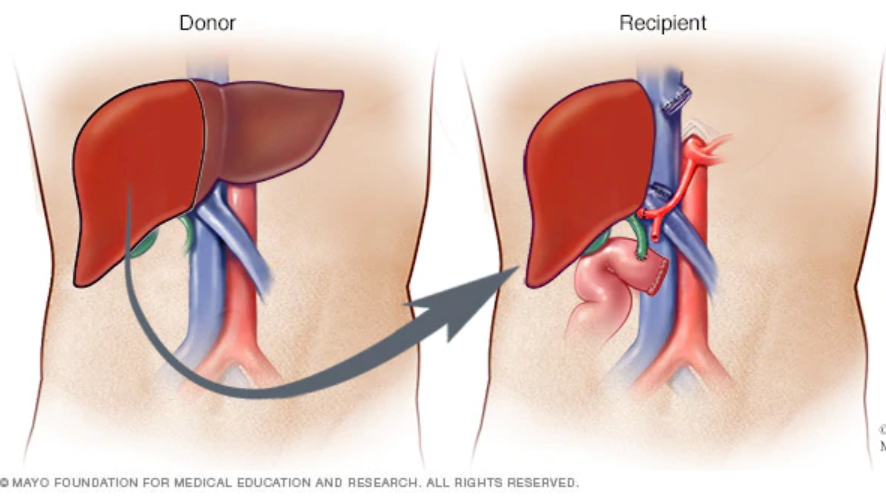 Donor
Recipient
©
M
© MAYO FOUNDATION FOR MEDICAL EDUCATION AND RESEARCH. ALL RIGHTS RESERVED.